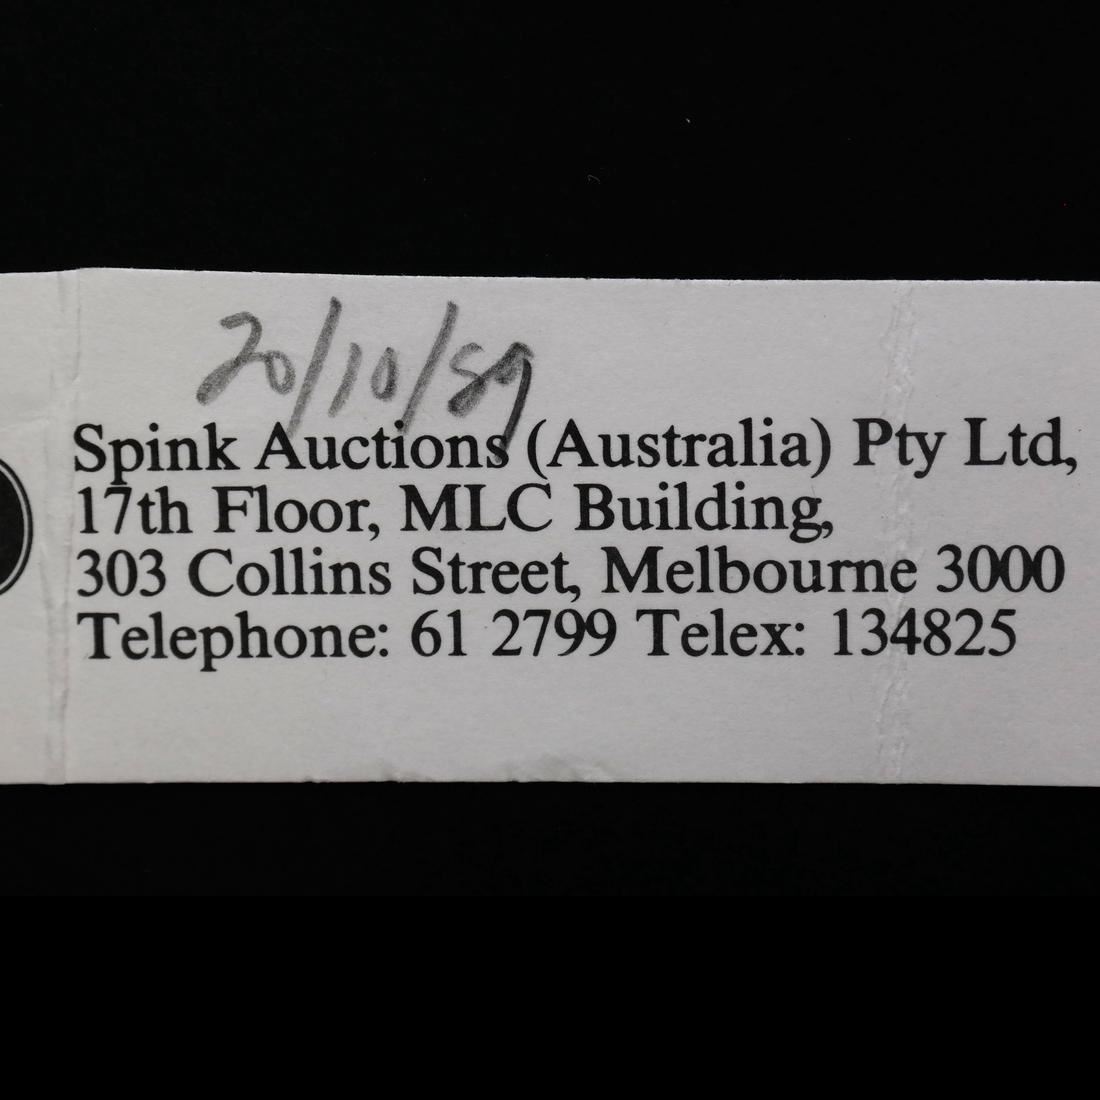 20/10/89
Spink Auctions (Australia) Pty Ltd,
17th Floor, MLC Building,
303 Collins Street, Melbourne 3000
Telephone: 61 2799 Telex: 134825